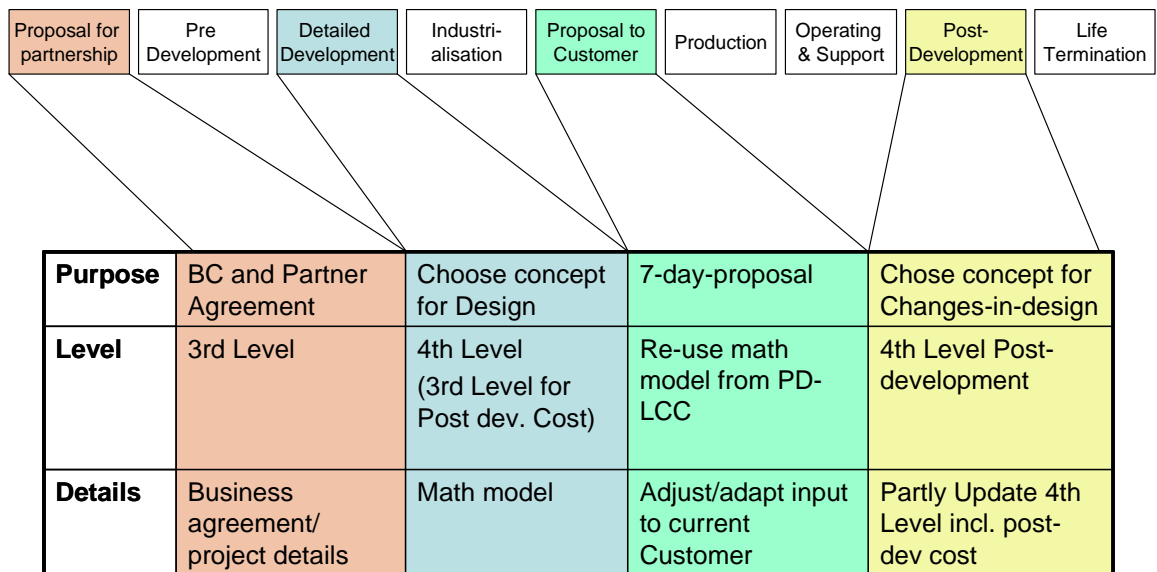 Proposal for
partnership
Pre
Development
Detailed
Development
Industri-
alisation
Proposal to
Customer
Production
Operating
& Support
Post-
Development
Life
Termination
Purpose
BC and Partner
Agreement
Choose concept
for Design
7-day-proposal
Chose concept for
Changes-in-design
Level
3rd Level
4th Level
(3rd Level for
Post dev. Cost)
Re-use math
model from PD-
LCC
4th Level Post-
development
Details
Business
agreement/
project details
Math model
Adjust/adapt input
to current
Customer
Partly Update 4th
Level incl. post-
dev cost